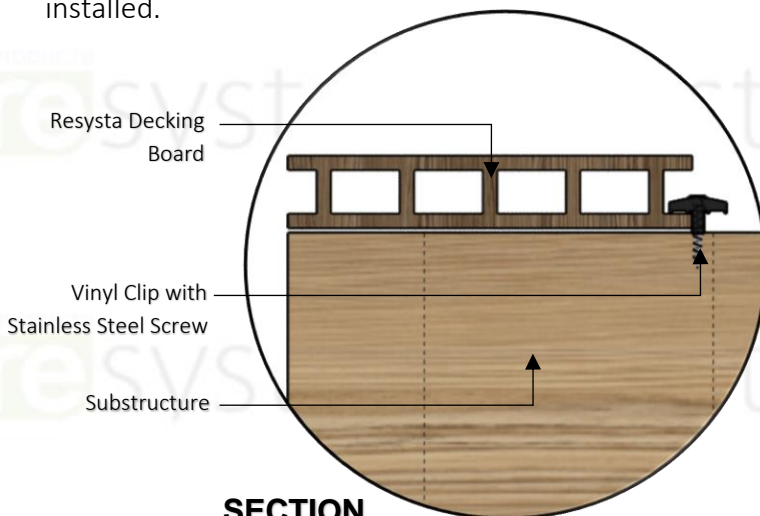 installed.
Resysta Decking
Board
Vinyl Clip with
Stainless Steel Screw
Substructure
SECTION